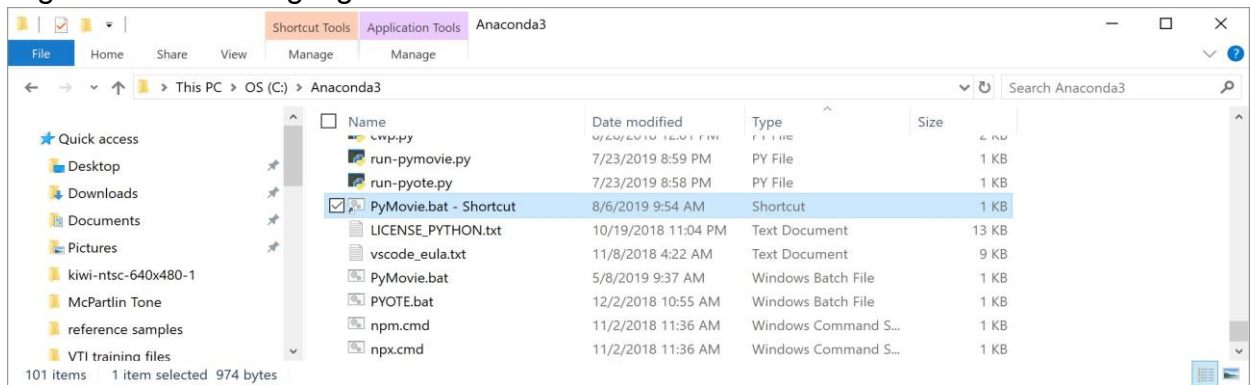 Shortcut Tools Application Tools Anaconda3
File Home Share View Manage Manage
This PC > OS (C:) > Anaconda3
Search Anaconda3
Name Date modified Type Size
Quick access
Desktop
Downloads
Documents
Pictures
kiwi-ntsc-640x480-1
McPartlin Tone
reference samples
VTI training files
cwp.py
run-pymovie.py 7/23/2019 8:59 PM PY File 1 KB
run-pyote.py 7/23/2019 8:58 PM PY File 1 KB
PyMovie.bat - Shortcut 8/6/2019 9:54 AM Shortcut 1 KB
LICENSE_PYTHON.txt 10/19/2018 11:04 PM Text Document 13 KB
vscode_eula.txt 11/8/2018 4:22 AM Text Document 9 KB
PyMovie.bat 5/8/2019 9:37 AM Windows Batch File 1 KB
PYOTE.bat 12/2/2018 10:55 AM Windows Batch File 1 KB
npm.cmd 11/2/2018 11:36 AM Windows Command S... 1 KB
npx.cmd 11/2/2018 11:36 AM Windows Command S... 1 KB
101 items 1 item selected 974 bytes